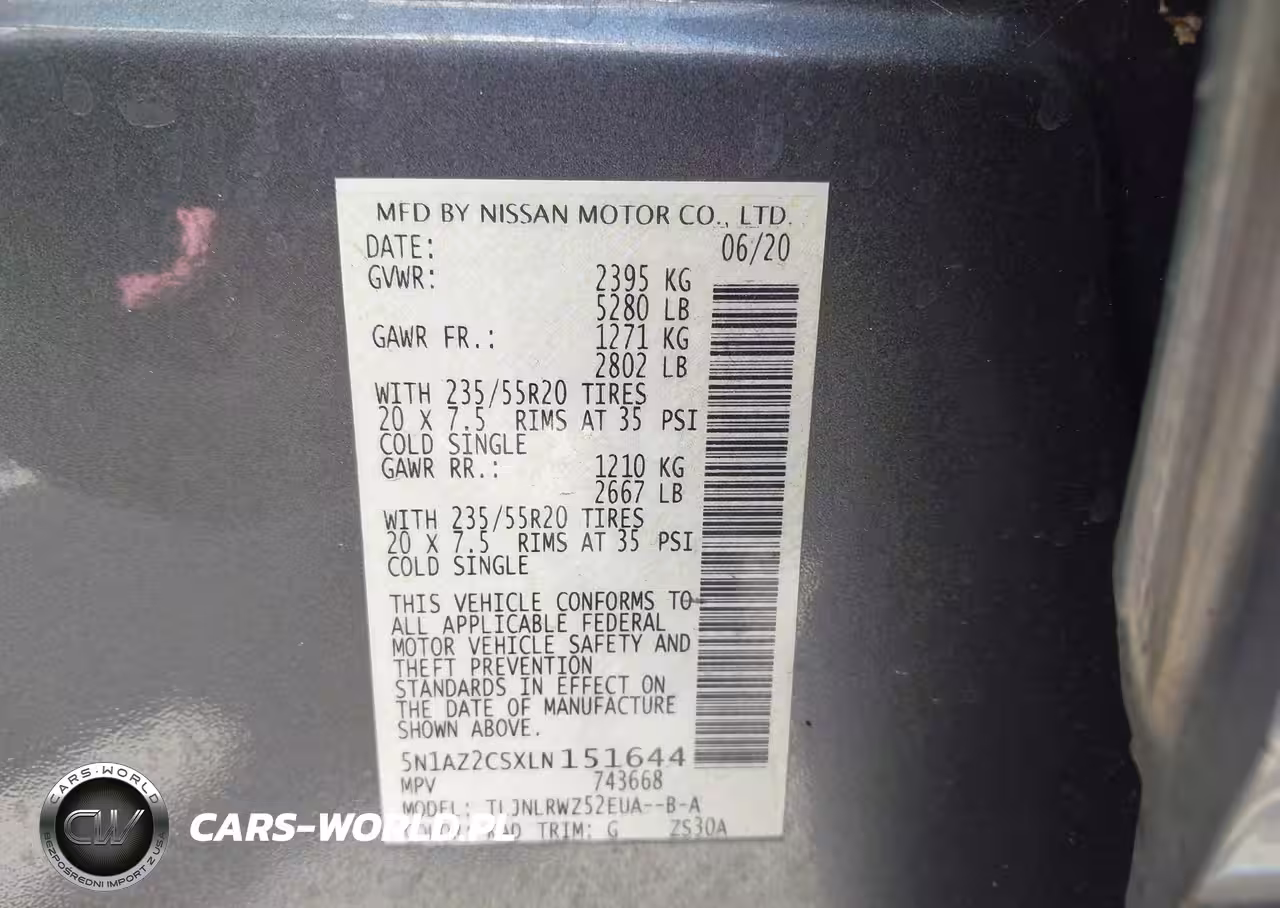 MFD BY NISSAN MOTOR CO., LTD.
DATE: 06/20
GVWR: 2395 KG
5280 LB
GAWR FR.: 1271 KG
2802 LB
WITH 235/55R20 TIRES
20 X 7.5 RIMS AT 35 PSI
COLD SINGLE
GAWR RR.: 1210 KG
2667 LB
WITH 235/55R20 TIRES
20 X 7.5 RIMS AT 35 PSI
COLD SINGLE
THIS VEHICLE CONFORMS TO
ALL APPLICABLE FEDERAL
MOTOR VEHICLE SAFETY AND
THEFT PREVENTION
STANDARDS IN EFFECT ON
THE DATE OF MANUFACTURE
SHOWN ABOVE.
5N1AZ2CSXLN151644
MPV 743668
MODEL: TLJNLRWZ52EUA--B-A
TRIM: G ZS30A
CARS-WORLD
CW
BEZPOŚREDNI IMPORT Z USA
CARS-WORLD.PL